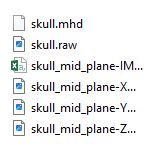 skull.mhd
skull.raw
skull_mid_plane-IM...
skull_mid_plane-X...
skull_mid_plane-Y...
skull_mid_plane-Z...